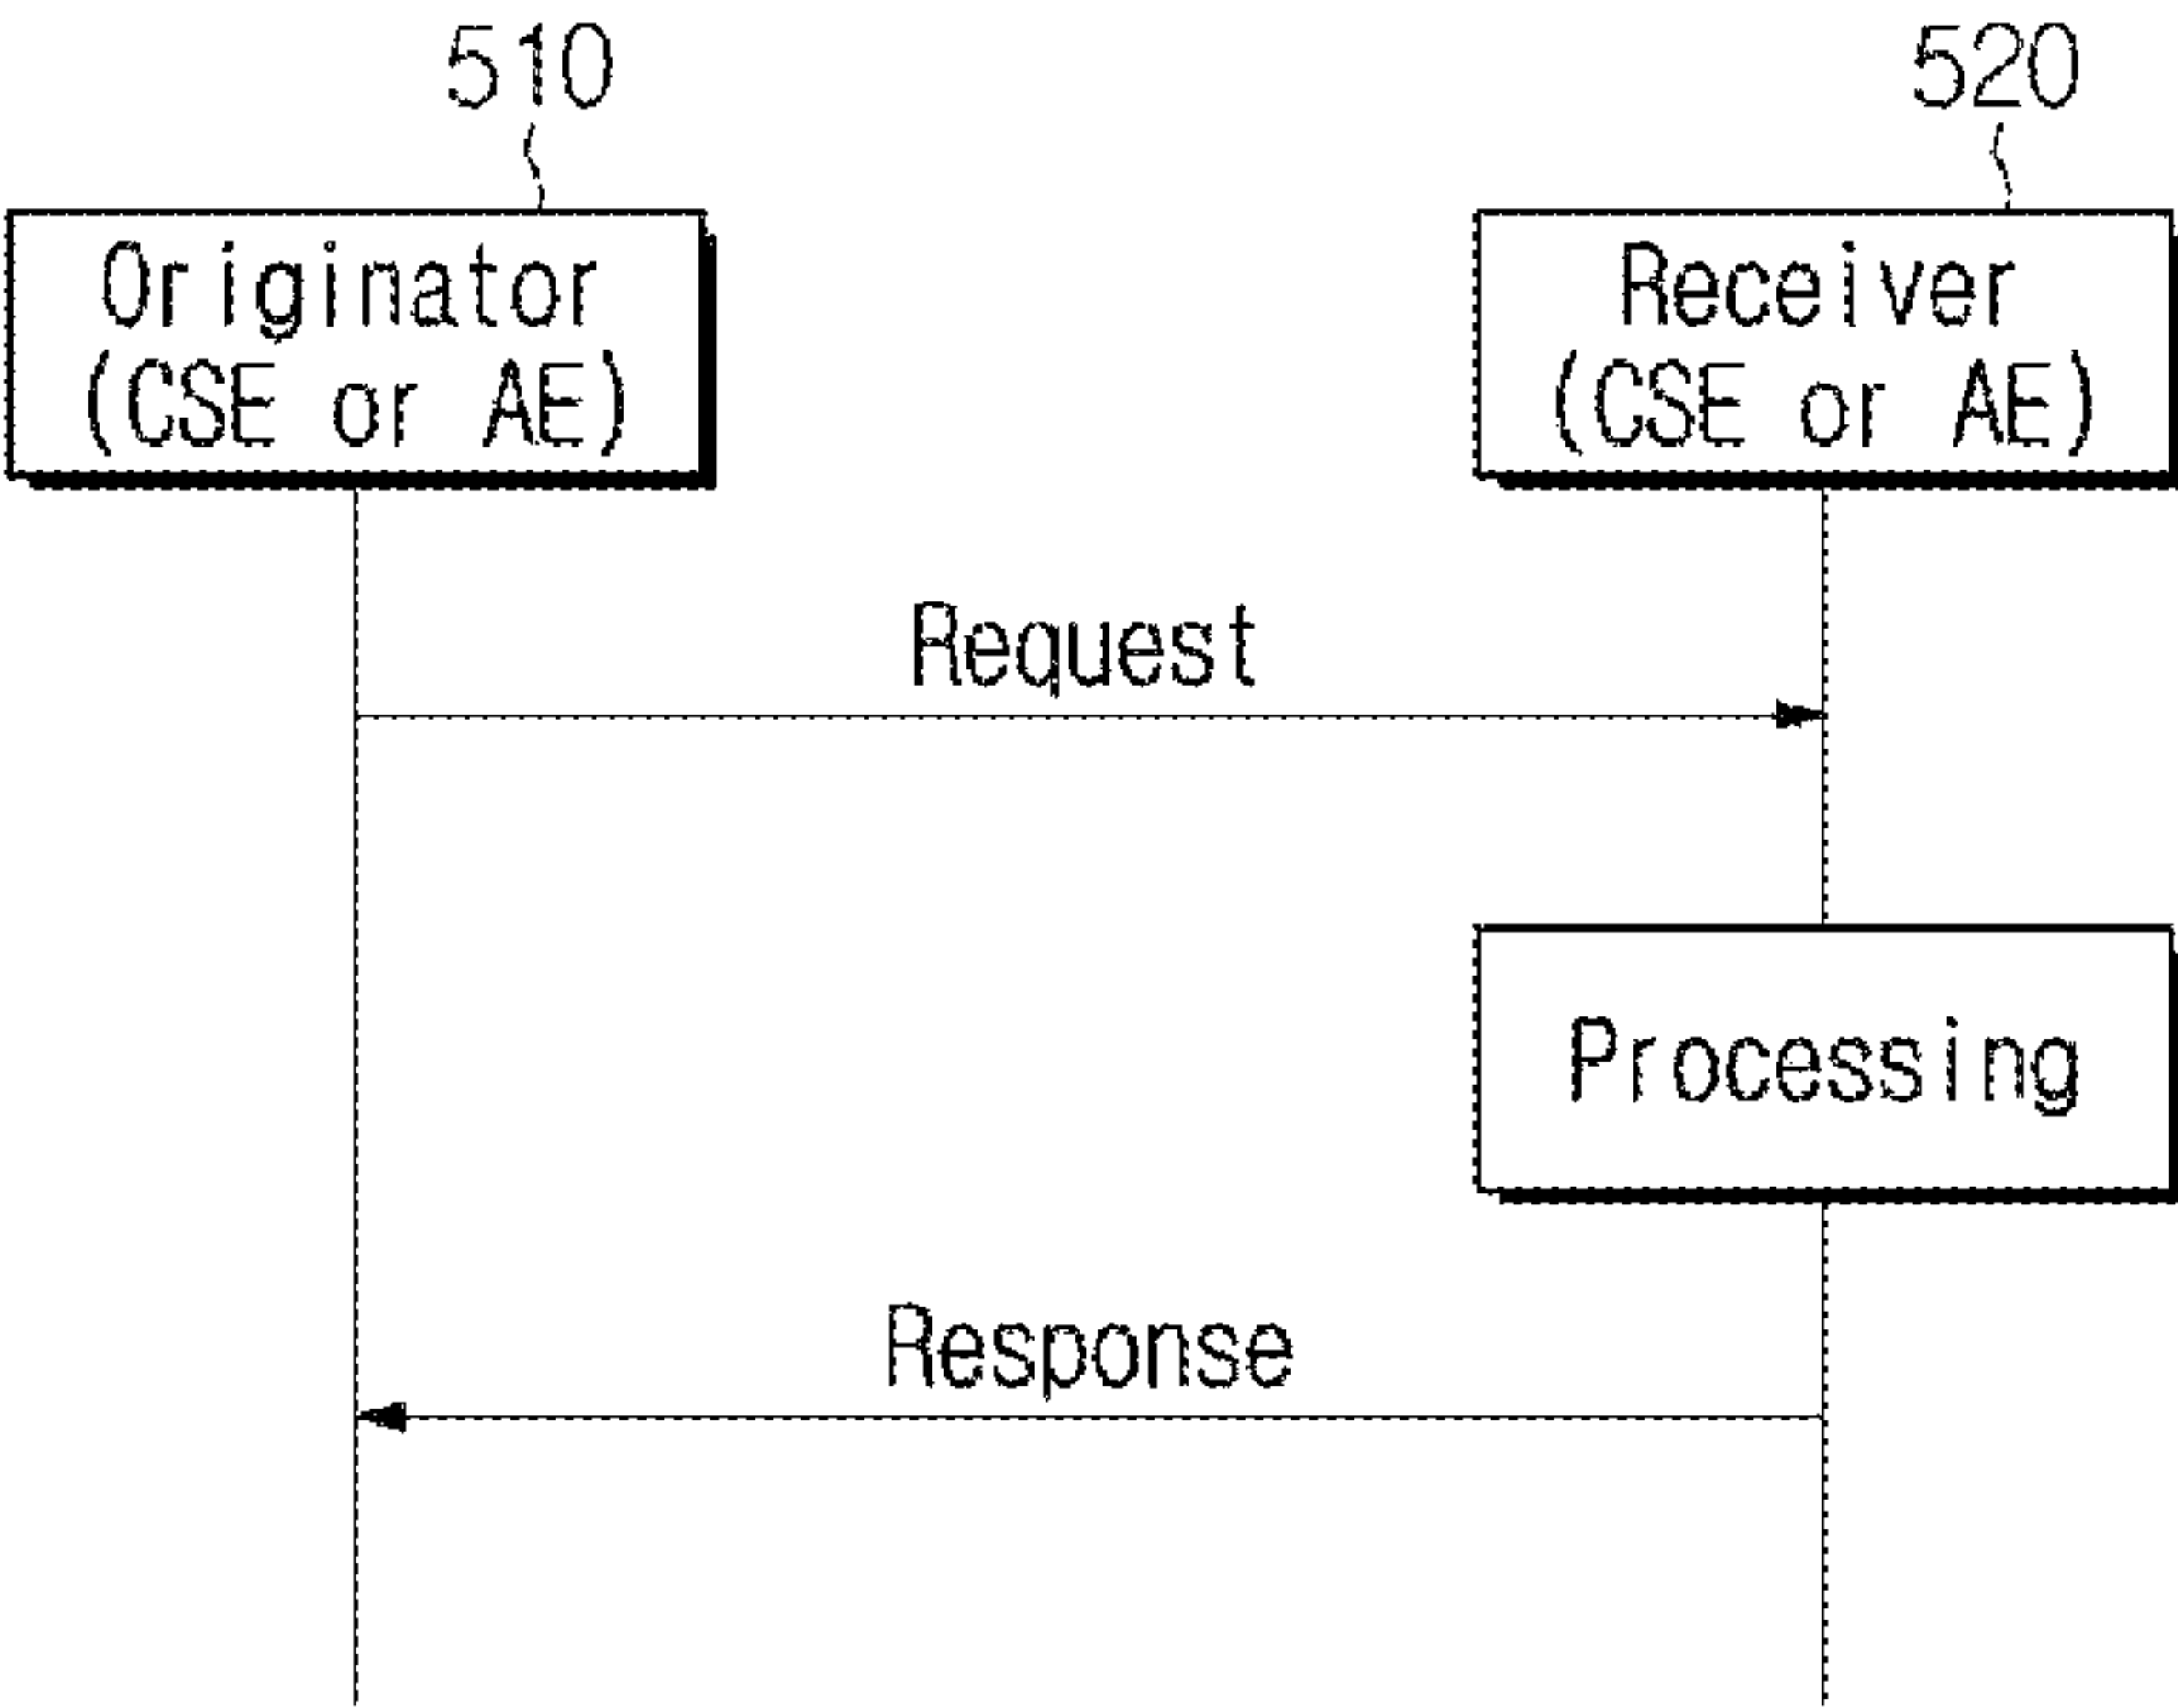 510
520
Originator
(CSE or AE)
Receiver
(CSE or AE)
Request
Processing
Response